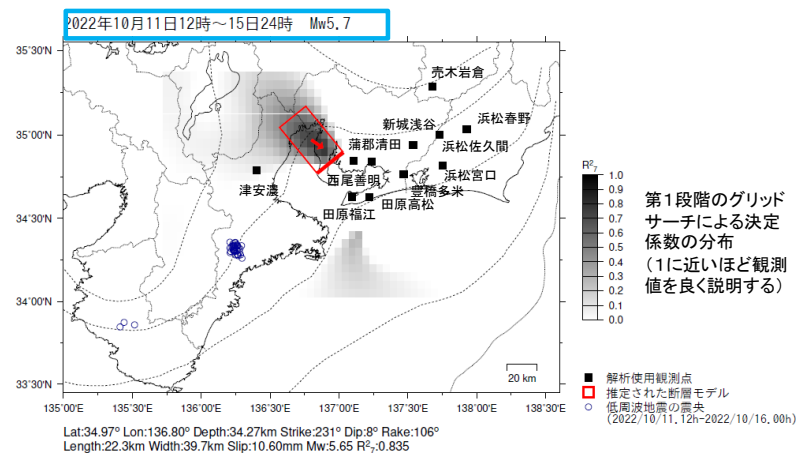 2022年10月11日12時~15日24時 Mw5.7
35°30'N
35°00'N
34°30'N
34°00'N
33°30'N
135°00'E
135°30'E
136°00'E
136°30'E
137°00'E
137°30'E
138°00'E
138°30'E
売木岩倉
新城浅谷
浜松春野
蒲郡清田
浜松佐久間
西尾善明
浜松宮口
津安濃
豊橋多米
田原高松
田原福江
20 km
R²₇
1.0
0.9
0.8
0.7
0.6
0.5
0.4
0.3
0.2
0.1
0.0
第1段階のグリッド
サーチによる決定
係数の分布
(1に近いほど観測
値を良く説明する)
解析使用観測点
推定された断層モデル
低周波地震の震央
(2022/10/11.12h-2022/10/16.00h)
Lat:34.97° Lon:136.80° Depth:34.27km Strike:231° Dip:8° Rake:106°
Length:22.3km Width:39.7km Slip:10.60mm Mw:5.65 R²₇:0.835